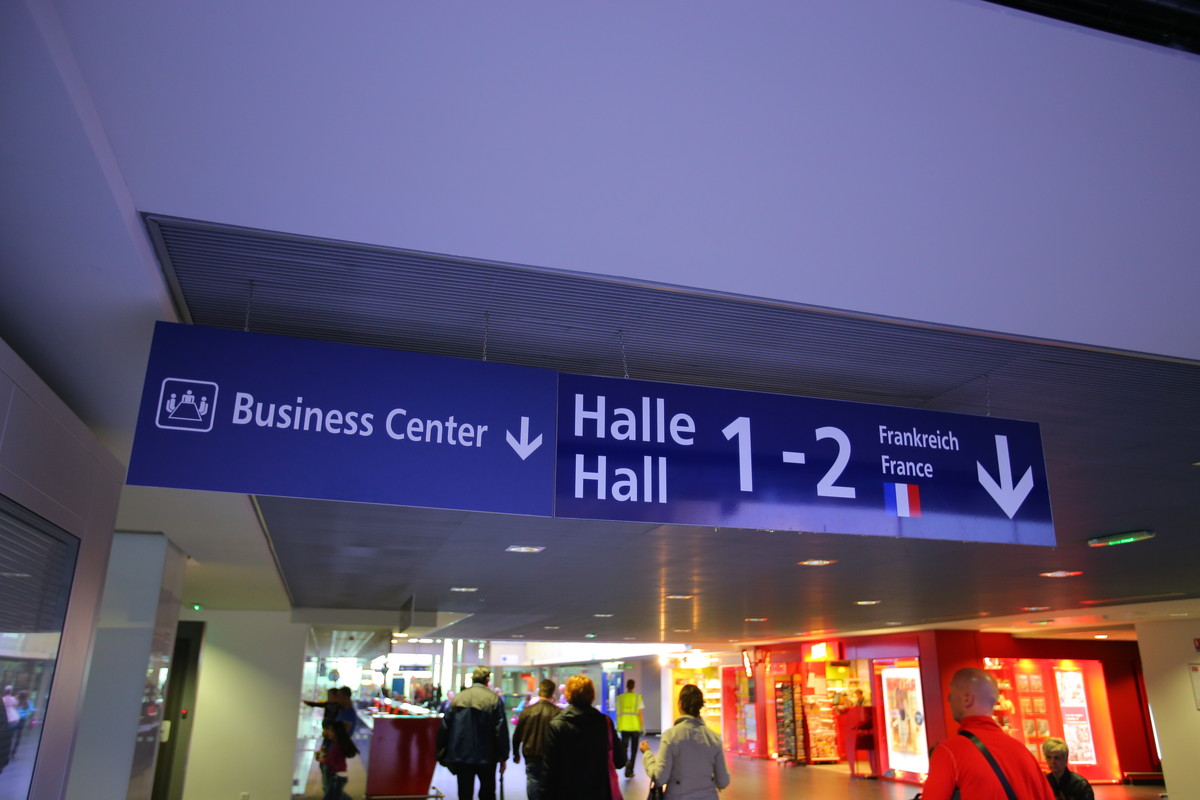 Business Center
Halle
Hall
1 - 2
Frankreich
France